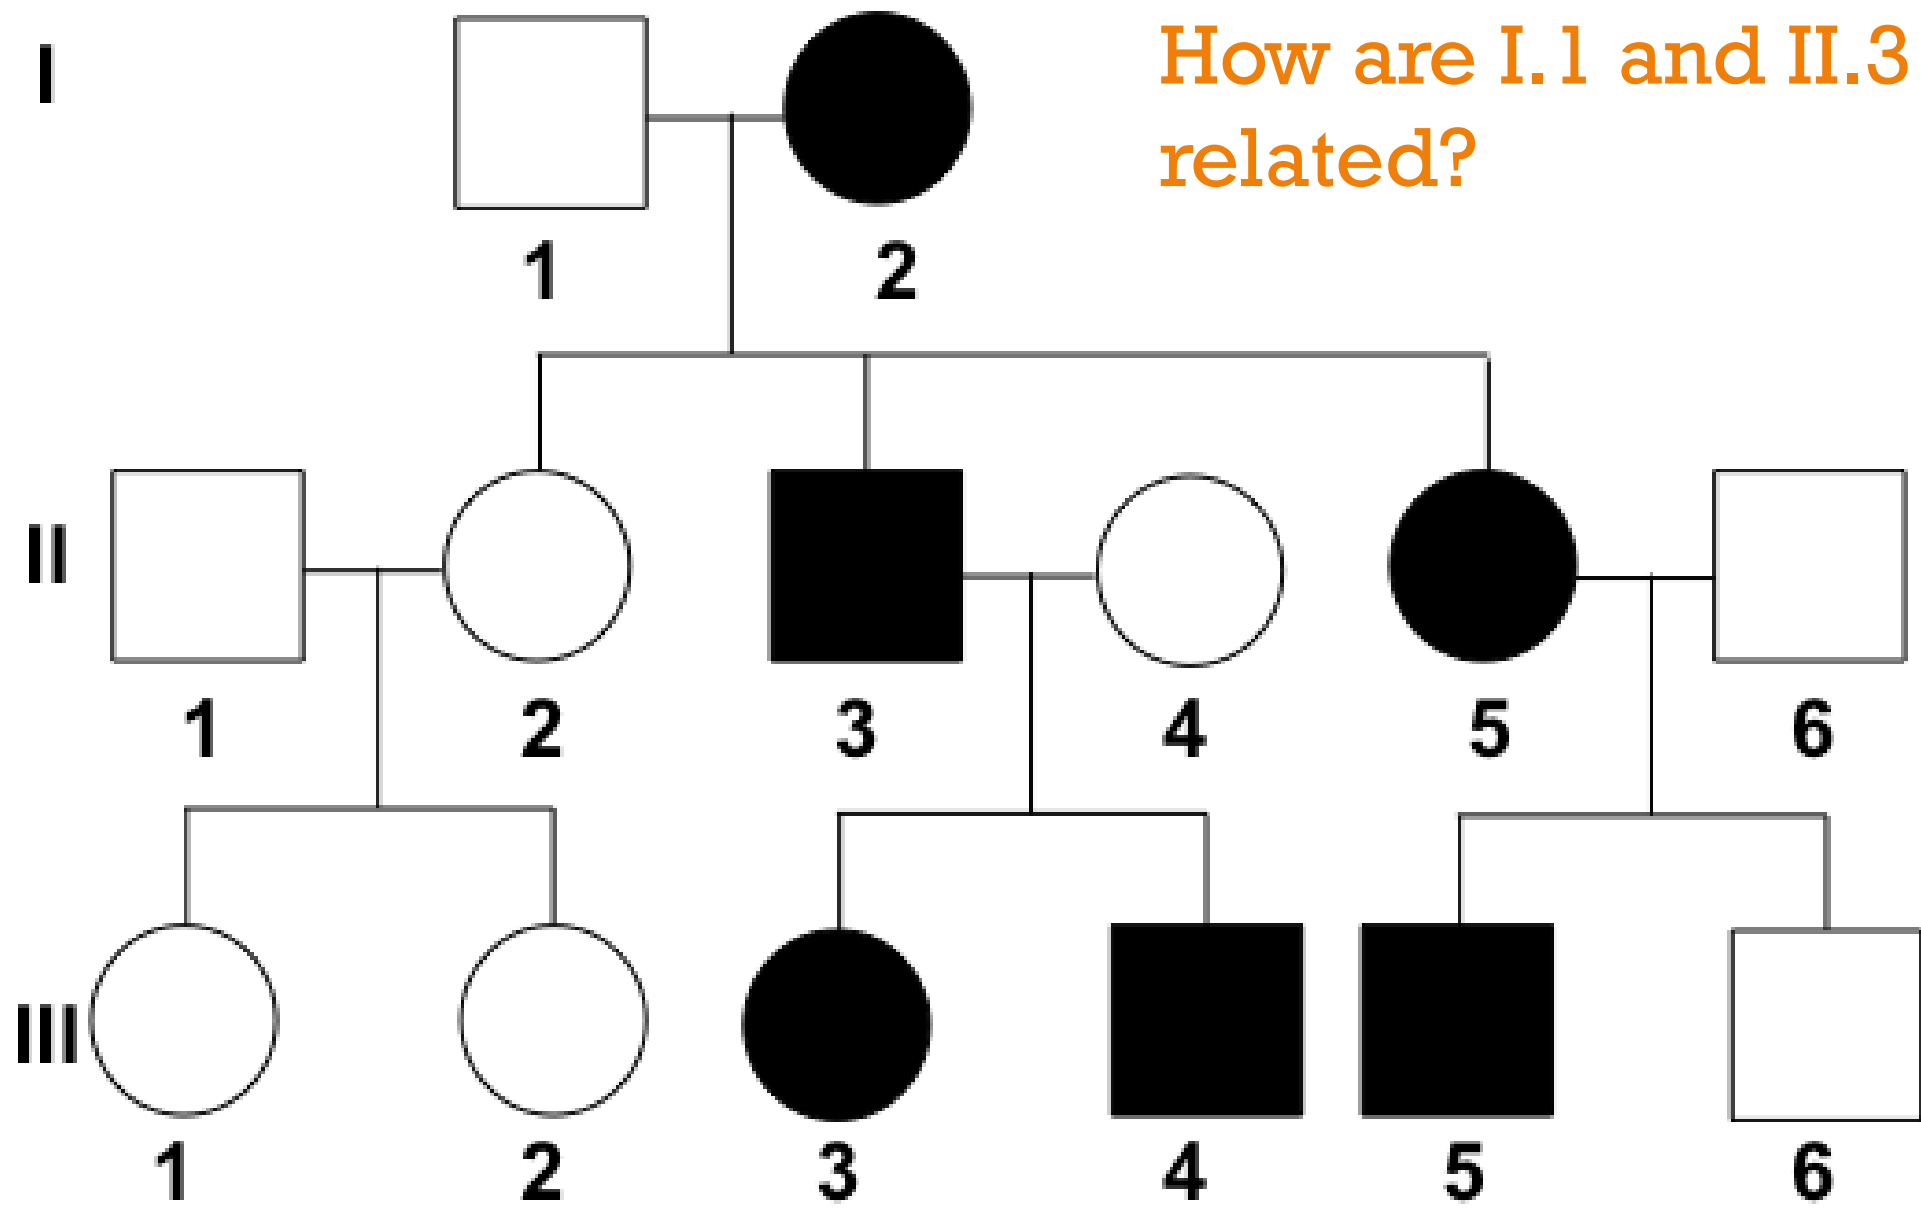 I
How are I.1 and II.3
related?
1 2
II
1 2 3 4 5 6
III
1 2 3 4 5 6